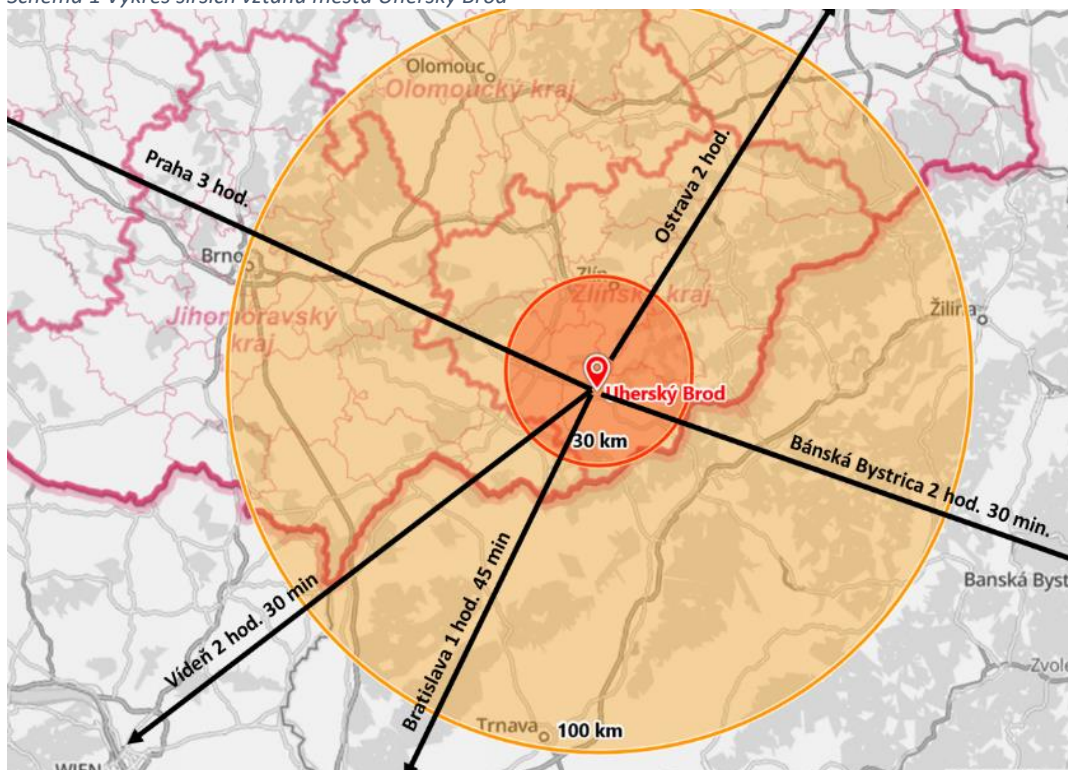 Schéma 1 Výkres širších vztahů města Uherský Brod
Olomouc
Olomoucký kraj
Praha 3 hod.
Ostrava 2 hod.
Brno
Zlín
Zlínský kraj
Jihomoravský
kraj
Žilina
Uherský Brod
30 km
Bánská Bystrica 2 hod. 30 min.
Banská Byst
Vídeň 2 hod. 30 min
Bratislava 1 hod. 45 min
Zvole
Trnava
100 km
WIEN